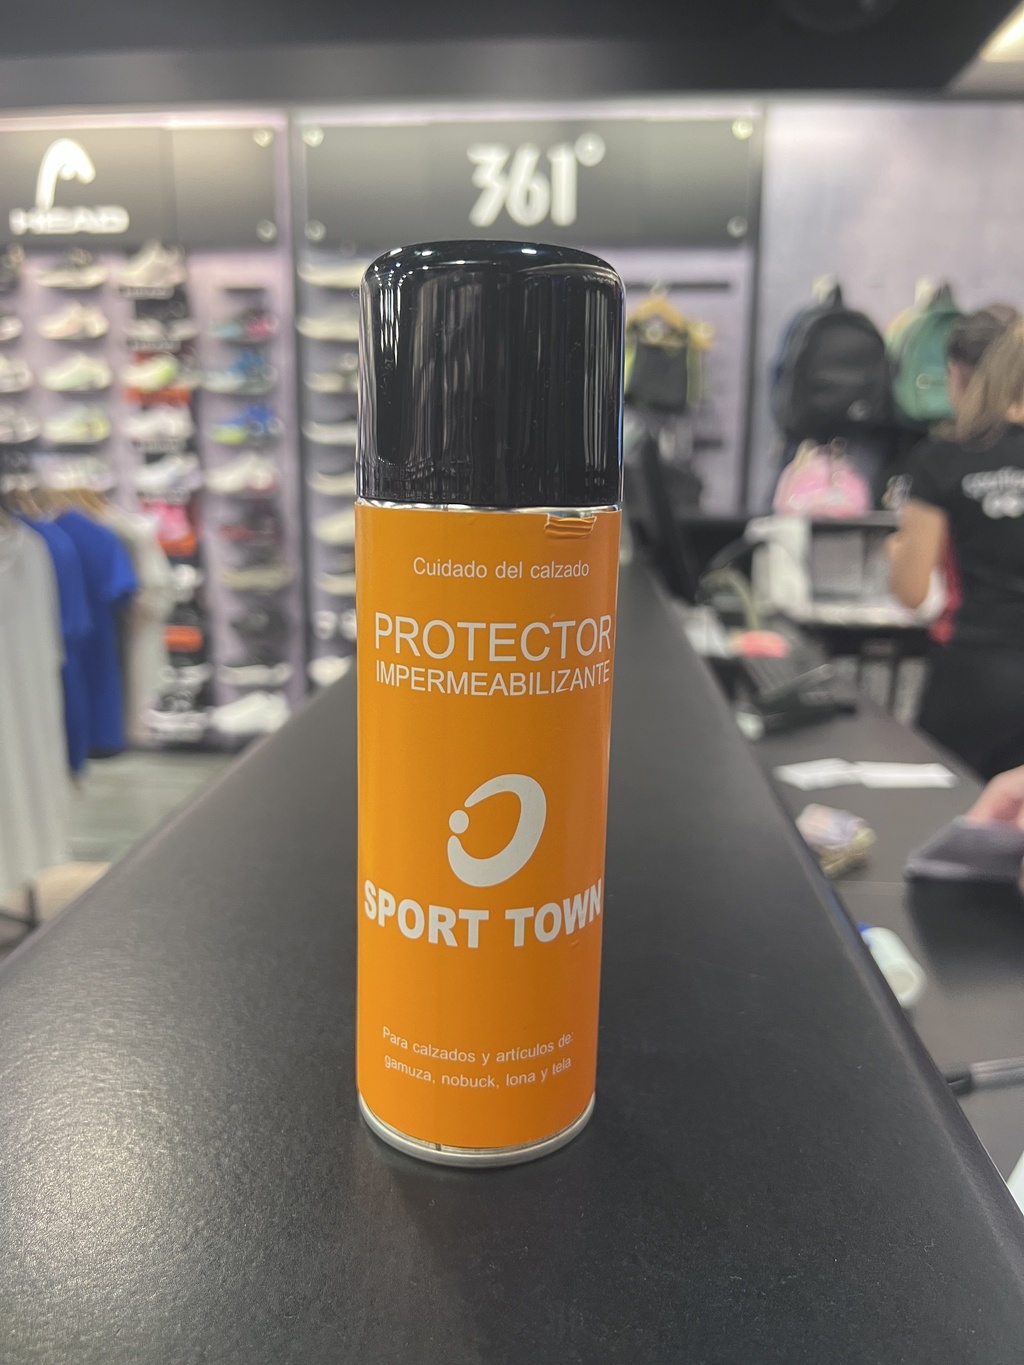 HEAD
361°
Cuidado del calzado
PROTECTOR
IMPERMEABILIZANTE
SPORT TOWN
Para calzados y artículos de:
gamuza, nobuck, lona y tela